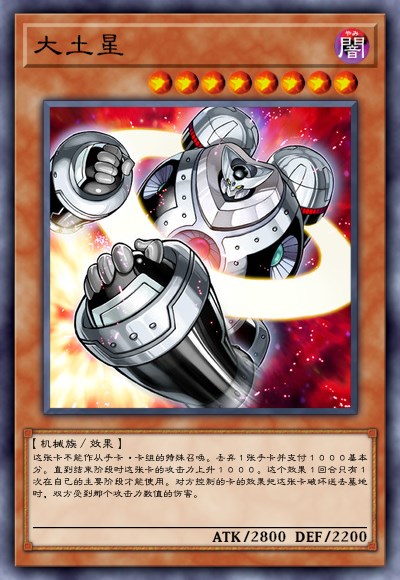 大土星
やみ
闇
【机械族／效果】
这张卡不能作从手卡・卡组的特殊召唤。丢弃１张手卡并支付１０００基本
分。直到结束阶段时这张卡的攻击力上升１０００。这个效果１回合只有１
次在自己的主要阶段才能使用。对方控制的卡的效果把这张卡破坏送去墓地
时，双方受到那个攻击力数值的伤害。
ATK/2800 DEF/2200